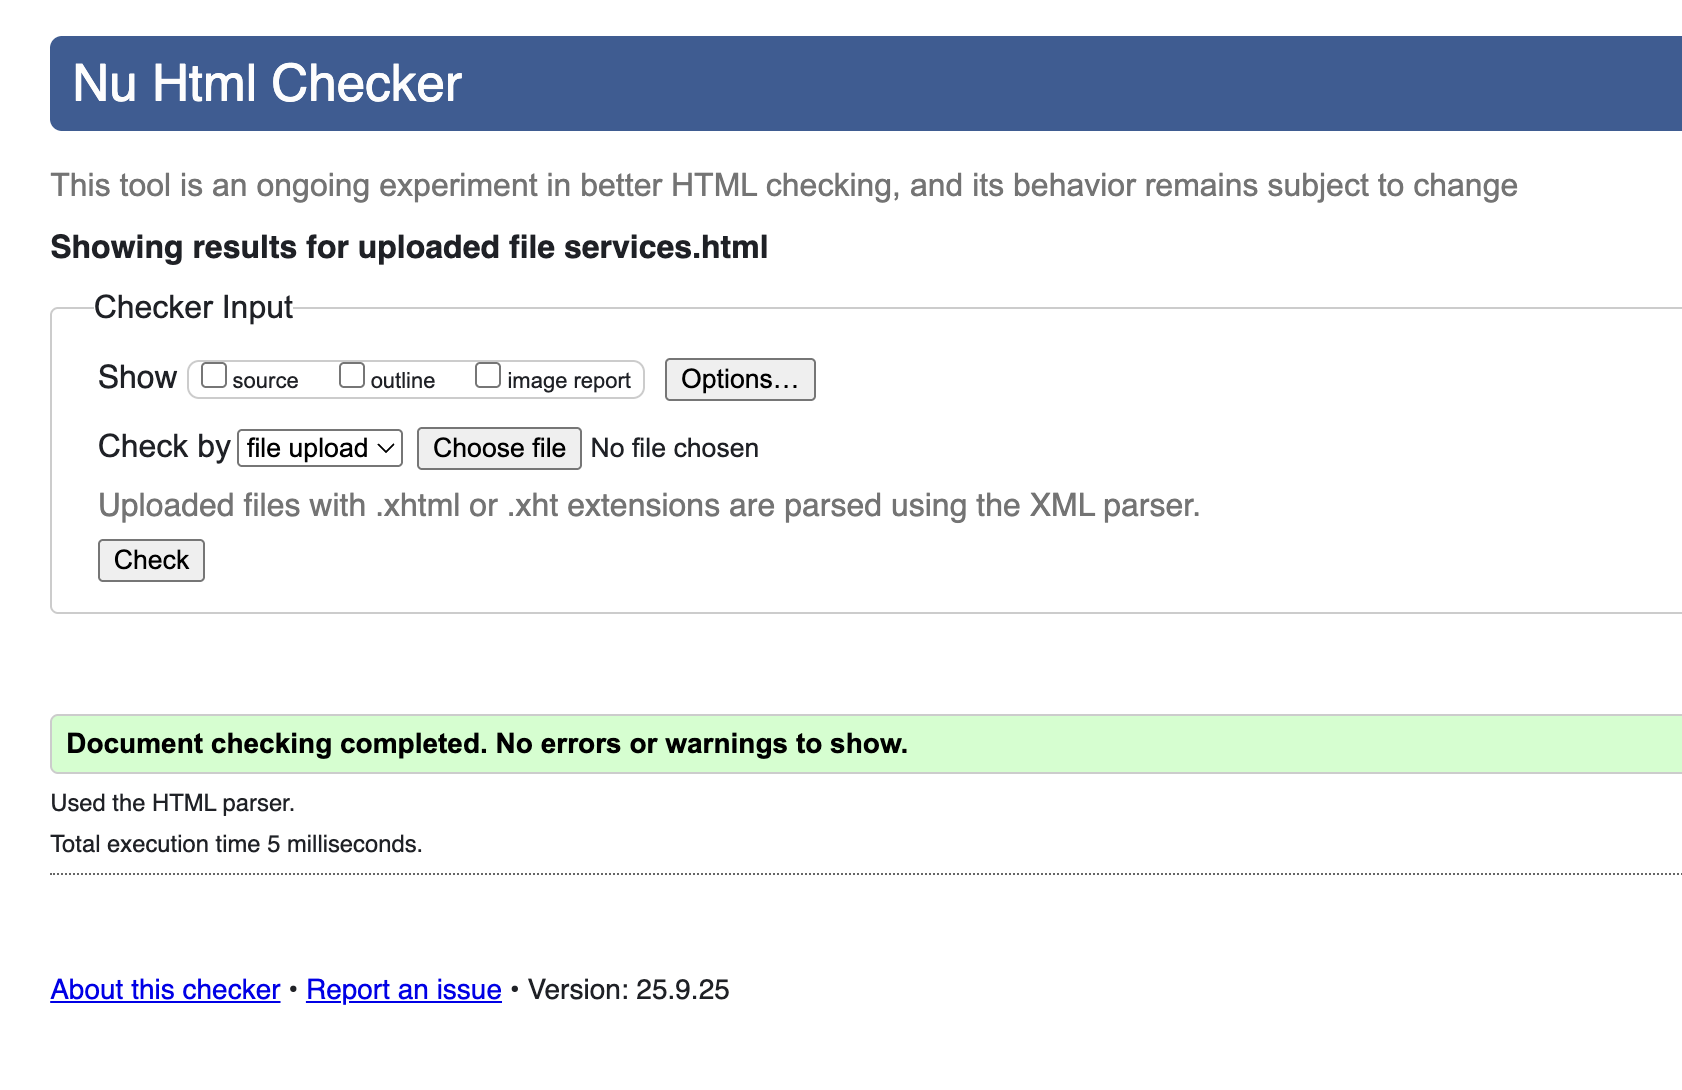 Nu Html Checker
This tool is an ongoing experiment in better HTML checking, and its behavior remains subject to change
Showing results for uploaded file services.html
Checker Input
Show source outline image report Options…
Check by file upload Choose file No file chosen
Uploaded files with .xhtml or .xht extensions are parsed using the XML parser.
Check
Document checking completed. No errors or warnings to show.
Used the HTML parser.
Total execution time 5 milliseconds.
About this checker • Report an issue • Version: 25.9.25